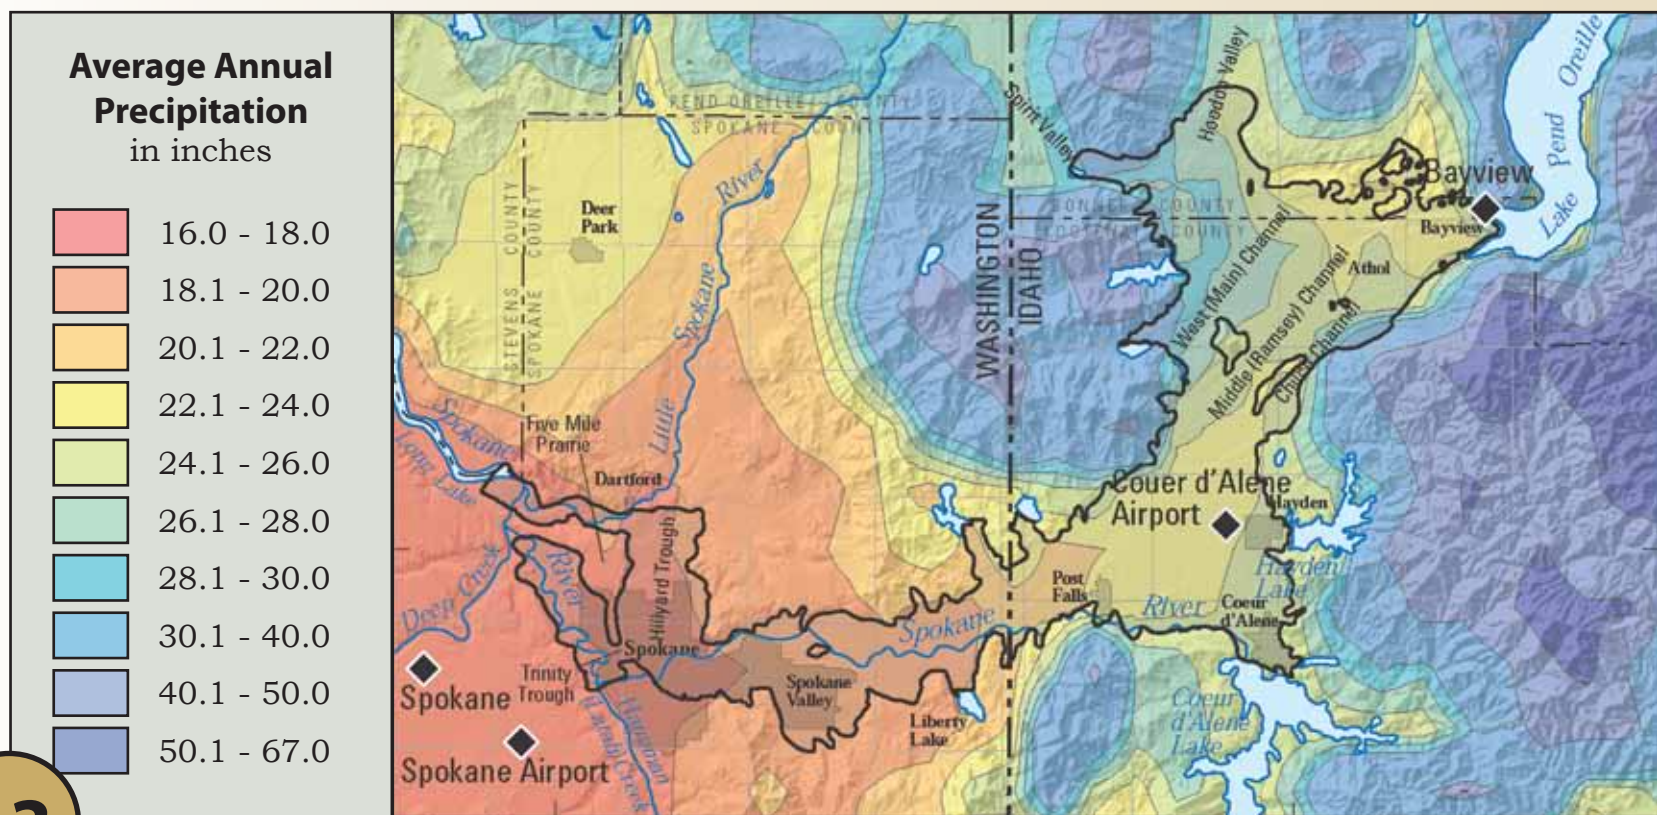 Average Annual
Precipitation
in inches
16.0 - 18.0
18.1 - 20.0
20.1 - 22.0
22.1 - 24.0
24.1 - 26.0
26.1 - 28.0
28.1 - 30.0
30.1 - 40.0
40.1 - 50.0
50.1 - 67.0
PEND OREILLE COUNTY
SPOKANE COUNTY
STEVENS COUNTY
SPOKANE COUNTY
Deer
Park
Little Spokane River
WASHINGTON
IDAHO
Spirit Valley
Hoodoo Valley
BONNER COUNTY
KOOTENAI COUNTY
Lake Pend Oreille
Bayview
Bayview
Athol
West (Main) Channel
Middle (Ramsey) Channel
Chilco Channel
Five Mile
Prairie
Dartford
Spokane
Long
Lake
River
Deep Creek
Hillyard Trough
Spokane
Trinity
Trough
Spokane
Spokane Airport
Hangman
(Latah) Creek
Spokane
Valley
Liberty
Lake
Spokane
River
Post
Falls
Couer d'Alene
Airport
Hayden
Hayden
Lake
Coeur
d'Alene
Coeur
d'Alene
Lake